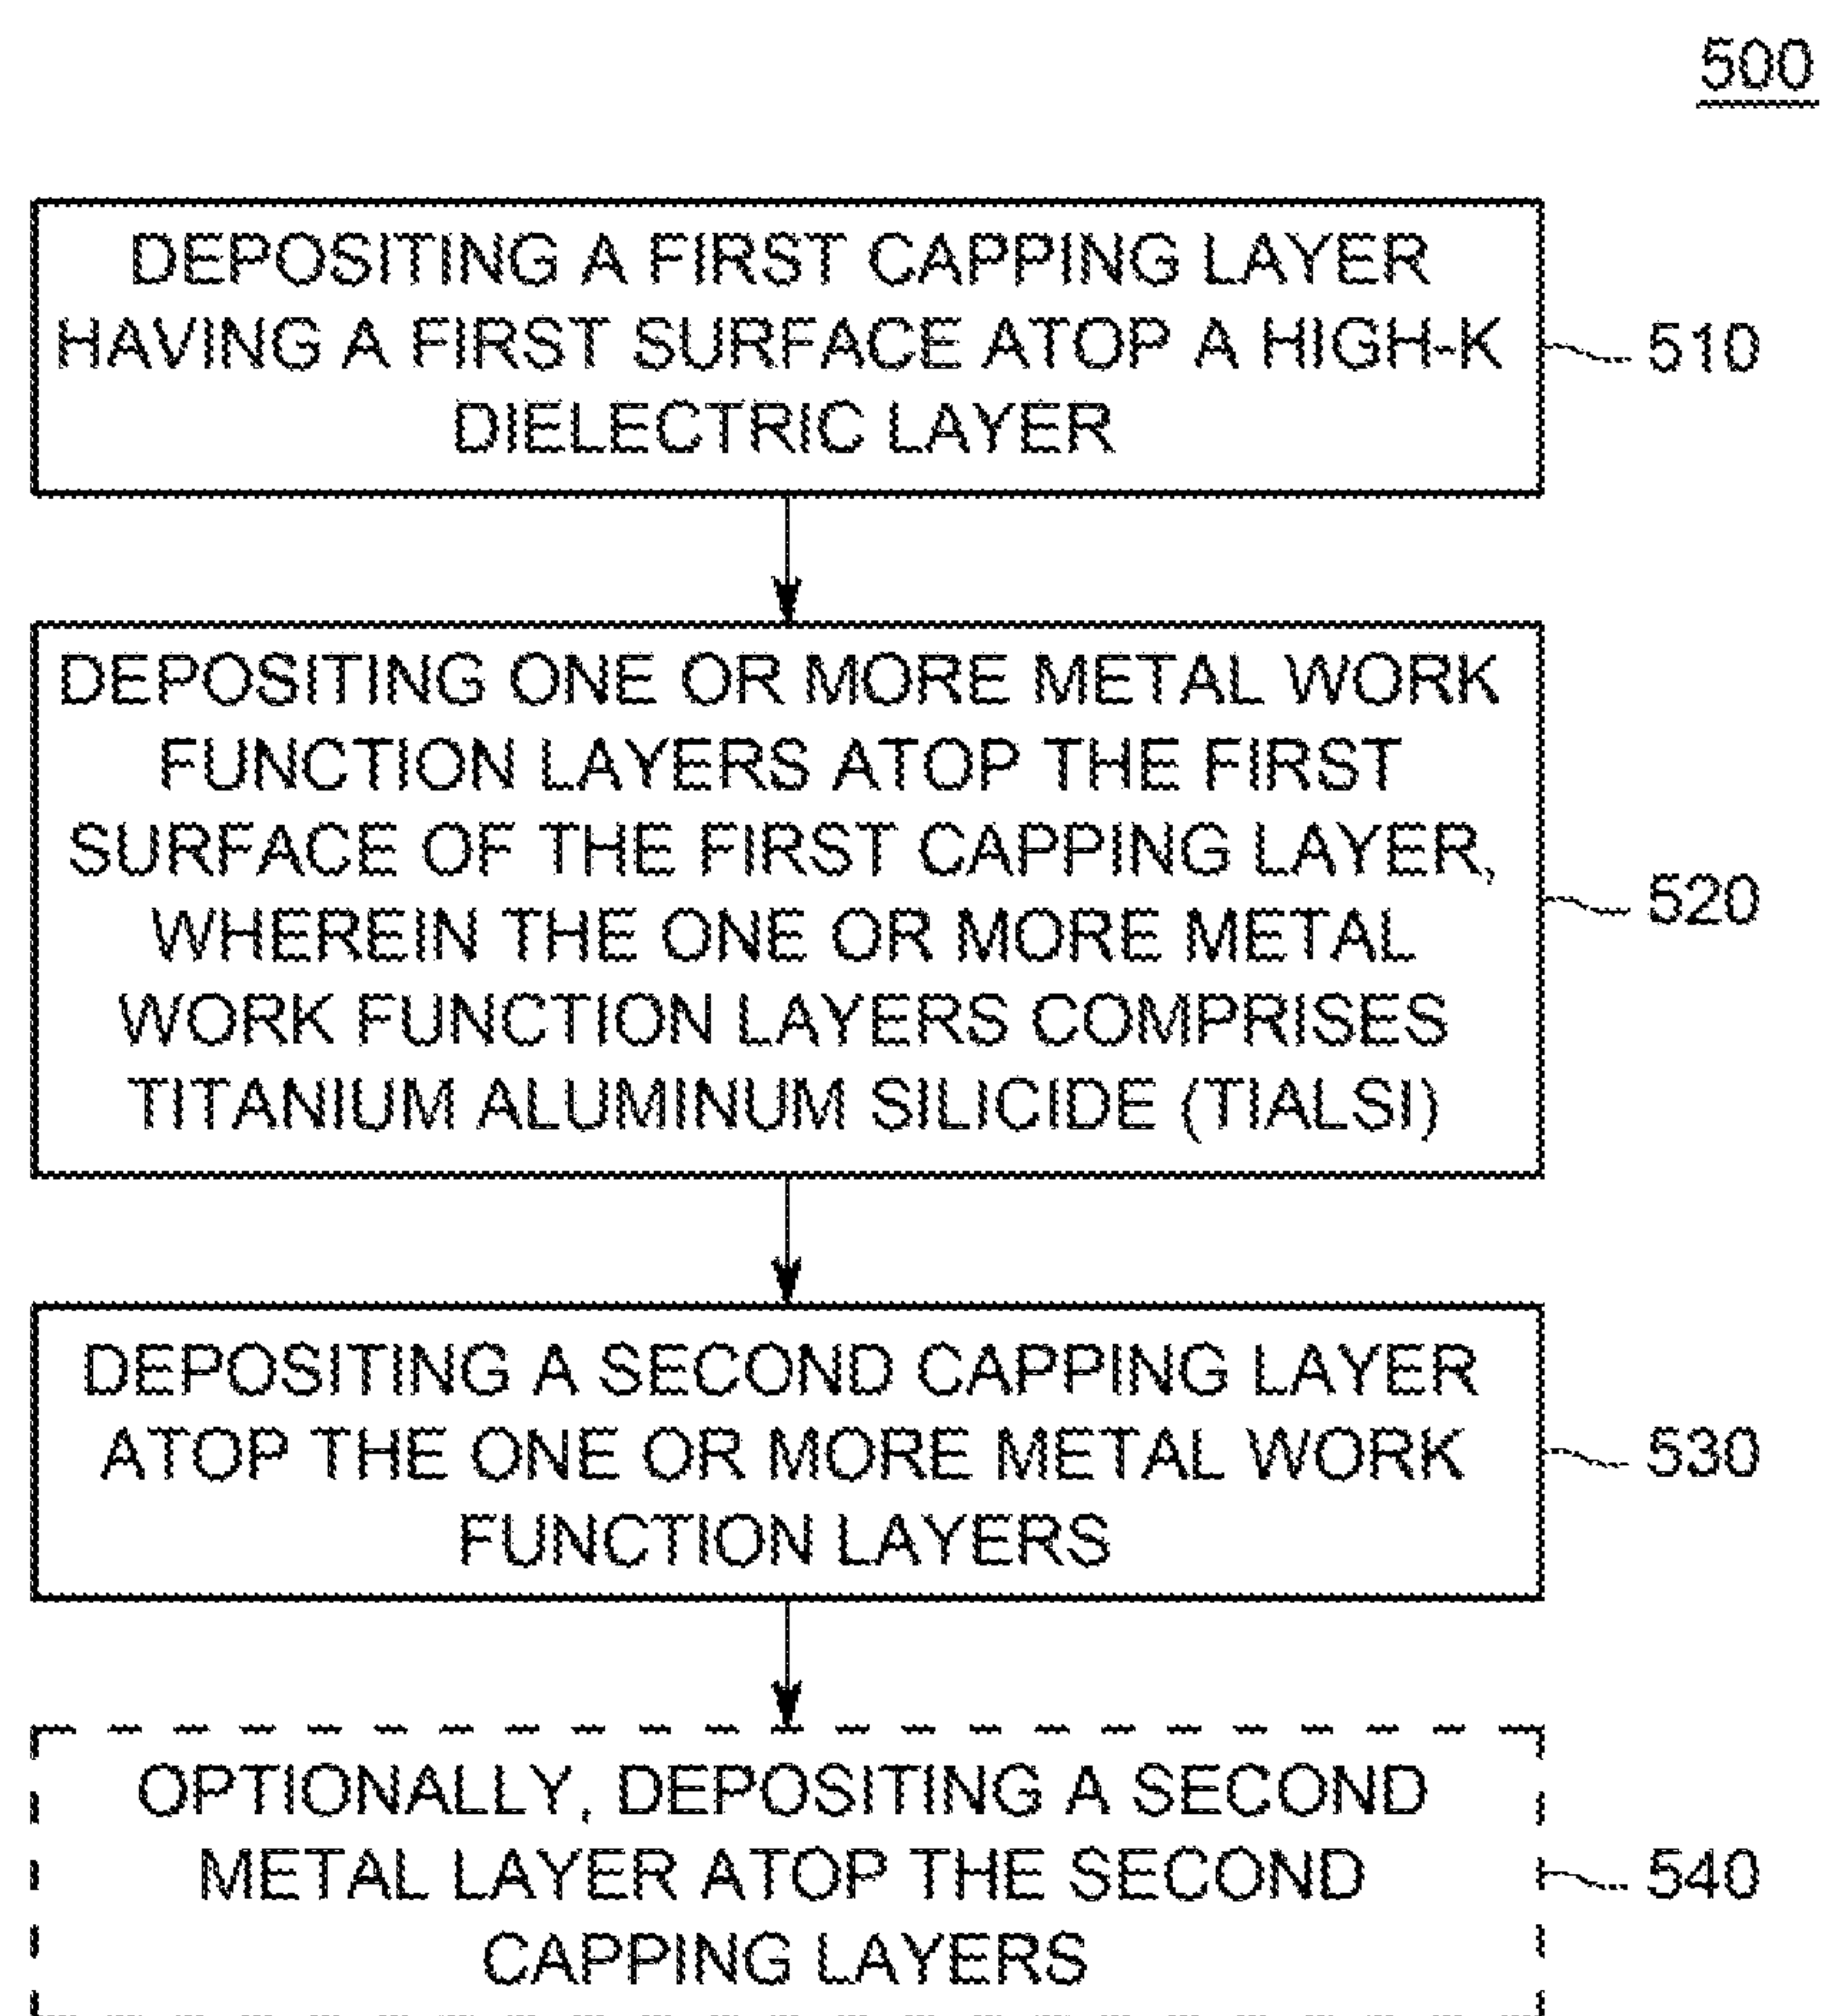 500
DEPOSITING A FIRST CAPPING LAYER
HAVING A FIRST SURFACE ATOP A HIGH-K
DIELECTRIC LAYER
510
DEPOSITING ONE OR MORE METAL WORK
FUNCTION LAYERS ATOP THE FIRST
SURFACE OF THE FIRST CAPPING LAYER,
WHEREIN THE ONE OR MORE METAL
WORK FUNCTION LAYERS COMPRISES
TITANIUM ALUMINUM SILICIDE (TIALSI)
520
DEPOSITING A SECOND CAPPING LAYER
ATOP THE ONE OR MORE METAL WORK
FUNCTION LAYERS
530
OPTIONALLY, DEPOSITING A SECOND
METAL LAYER ATOP THE SECOND
CAPPING LAYERS
540